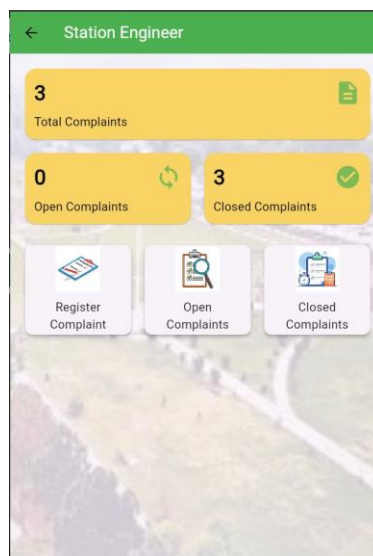 Station Engineer
3
Total Complaints
0
Open Complaints
3
Closed Complaints
Register
Complaint
Open
Complaints
Closed
Complaints